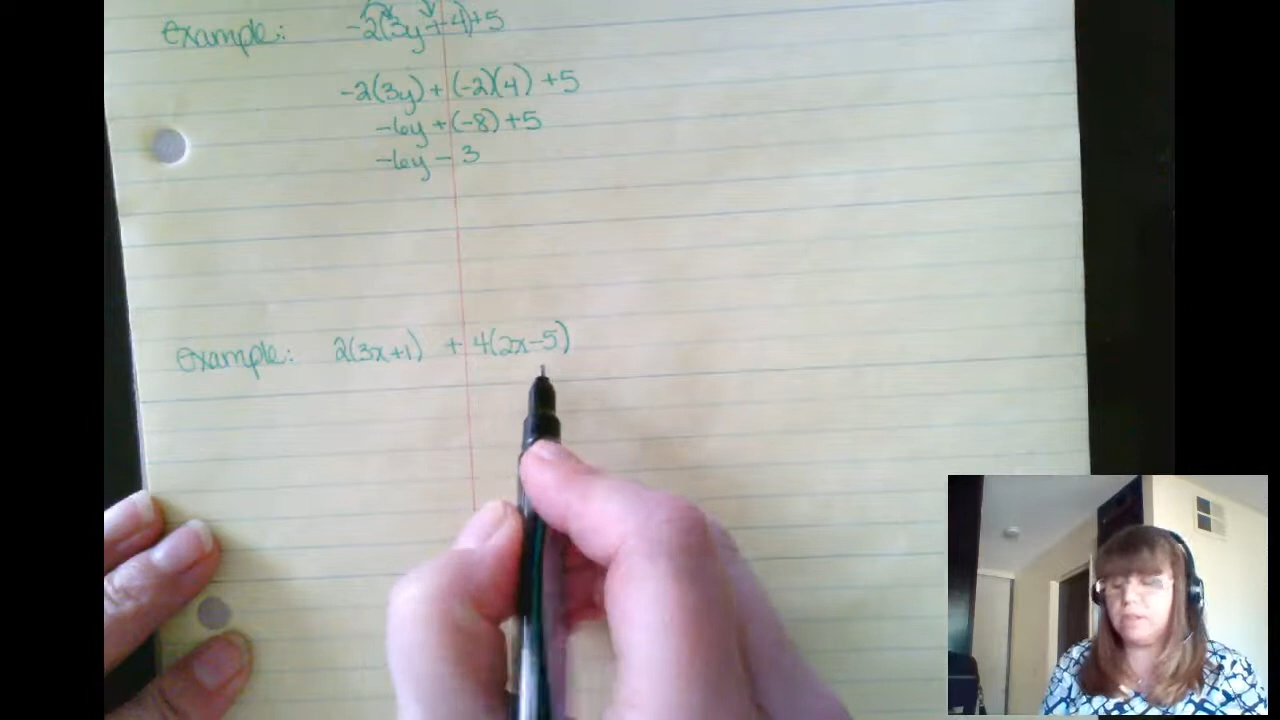 example: -2(3y+4)+5
-2(3y) + (-2)(4) +5
-6y + (-8) +5
-6y - 3
example: 2(3x+1) + 4(2x-5)